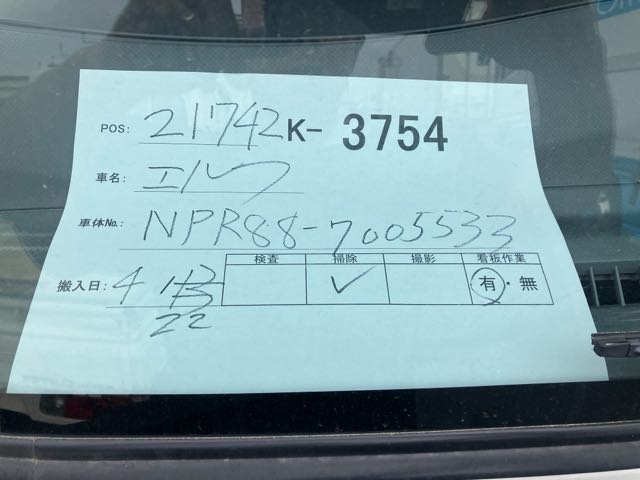 POS: 21742 K- 3754
車名: エルフ
車体No.: NPR88-7005533
検査 掃除 撮影 看板作業
搬入日: 4 ✓ 有・無
22